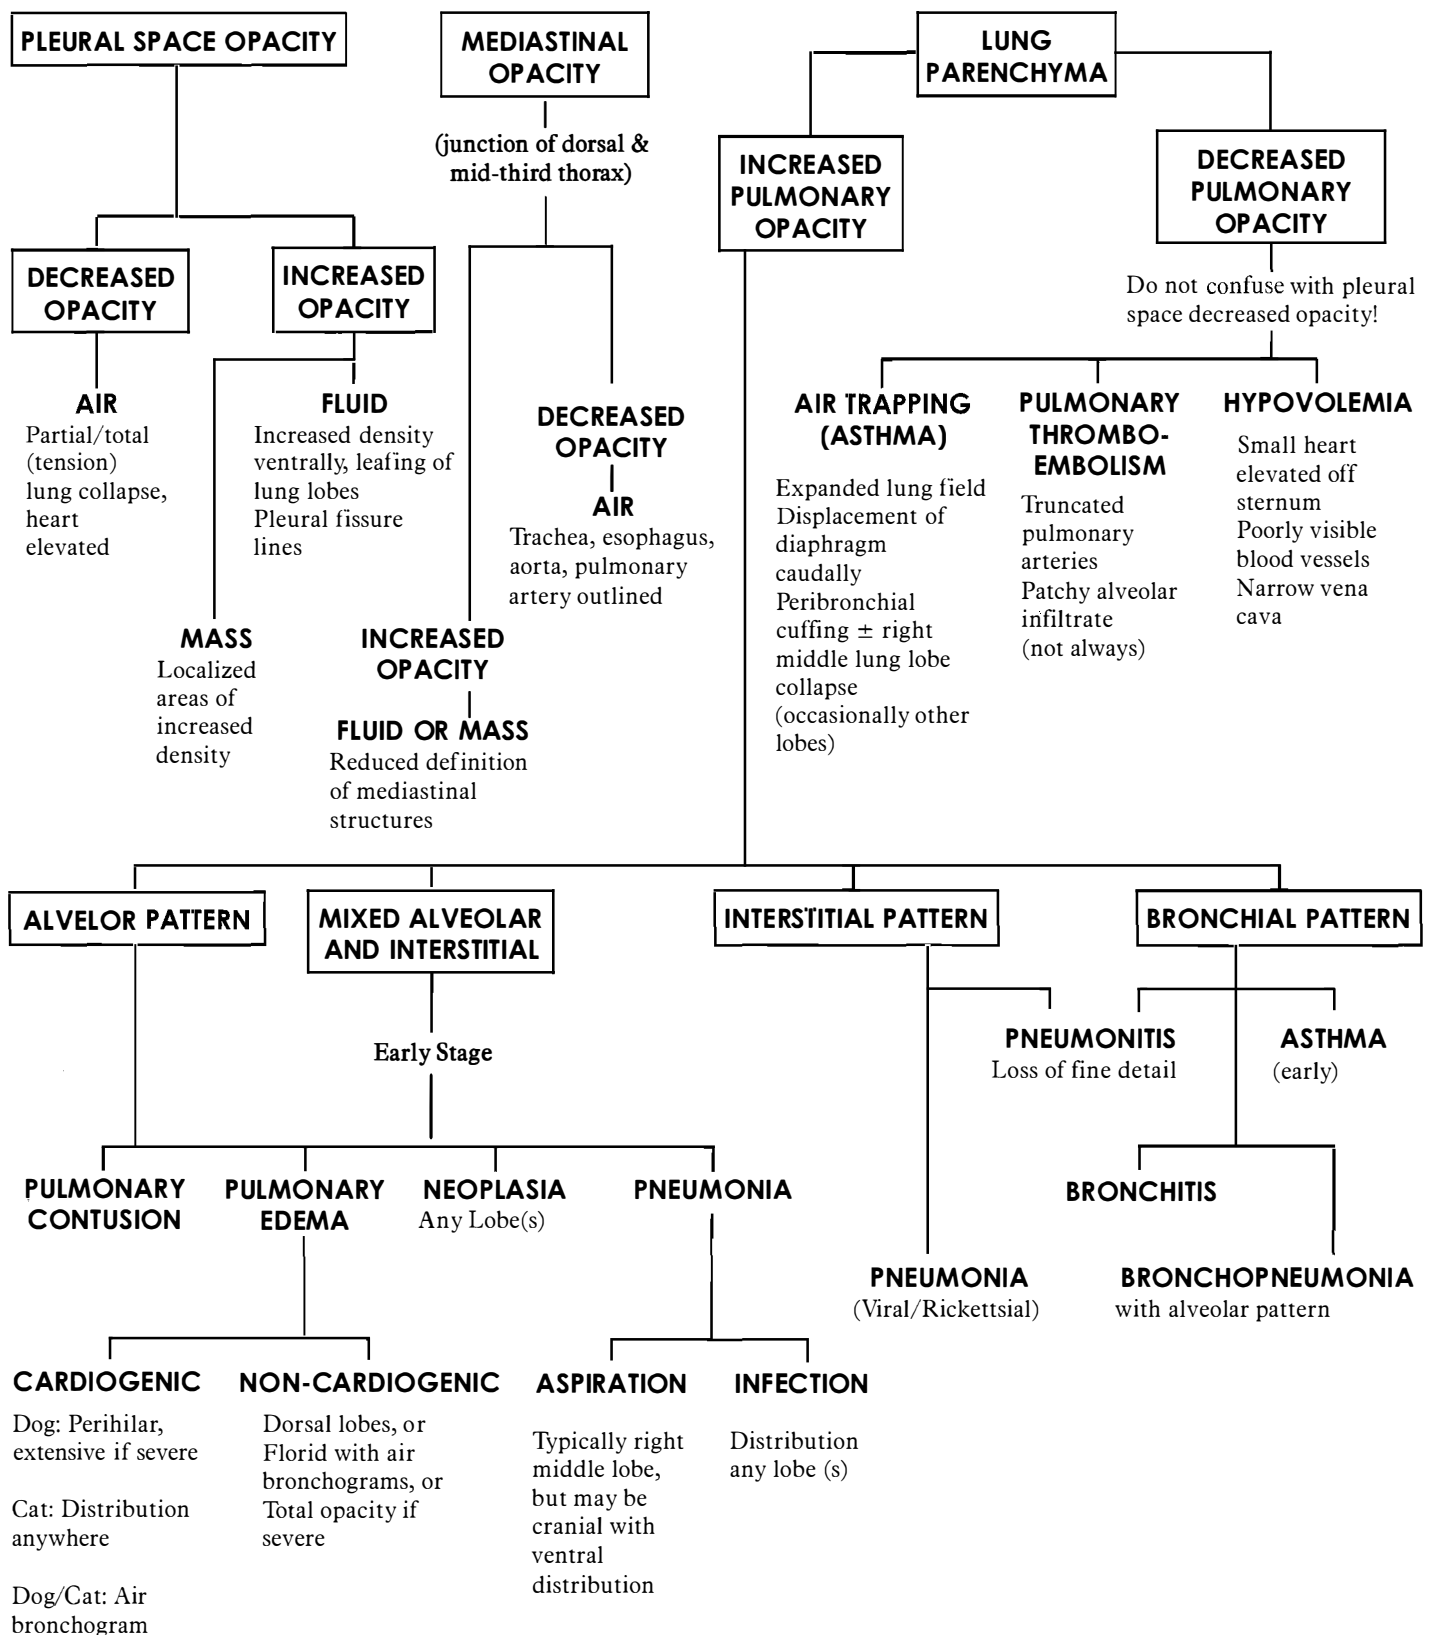 PLEURAL SPACE OPACITY
DECREASED
OPACITY
AIR
Partial/total
(tension)
lung collapse,
heart
elevated
INCREASED
OPACITY
FLUID
Increased density
ventrally, leafing of
lung lobes
Pleural fissure
lines
MASS
Localized
areas of
increased
density
MEDIASTINAL
OPACITY
(junction of dorsal &
mid-third thorax)
DECREASED
OPACITY
AIR
Trachea, esophagus,
aorta, pulmonary
artery outlined
INCREASED
OPACITY
FLUID OR MASS
Reduced definition
of mediastinal
structures
LUNG
PARENCHYMA
INCREASED
PULMONARY
OPACITY
DECREASED
PULMONARY
OPACITY
Do not confuse with pleural
space decreased opacity!
AIR TRAPPING
(ASTHMA)
Expanded lung field
Displacement of
diaphragm
caudally
Peribronchial
cuffing ± right
middle lung lobe
collapse
(occasionally other
lobes)
PULMONARY
THROMBO-
EMBOLISM
Truncated
pulmonary
arteries
Patchy alveolar
infiltrate
(not always)
HYPOVOLEMIA
Small heart
elevated off
sternum
Poorly visible
blood vessels
Narrow vena
cava
ALVELOR PATTERN
MIXED ALVEOLAR
AND INTERSTITIAL
Early Stage
PULMONARY
CONTUSION
PULMONARY
EDEMA
NEOPLASIA
Any Lobe(s)
PNEUMONIA
CARDIOGENIC
Dog: Perihilar,
extensive if severe
Cat: Distribution
anywhere
Dog/Cat: Air
bronchogram
NON-CARDIOGENIC
Dorsal lobes, or
Florid with air
bronchograms, or
Total opacity if
severe
ASPIRATION
Typically right
middle lobe,
but may be
cranial with
ventral
distribution
INFECTION
Distribution
any lobe (s)
INTERSTITIAL PATTERN
PNEUMONITIS
Loss of fine detail
PNEUMONIA
(Viral/Rickettsial)
BRONCHIAL PATTERN
ASTHMA
(early)
BRONCHITIS
BRONCHOPNEUMONIA
with alveolar pattern